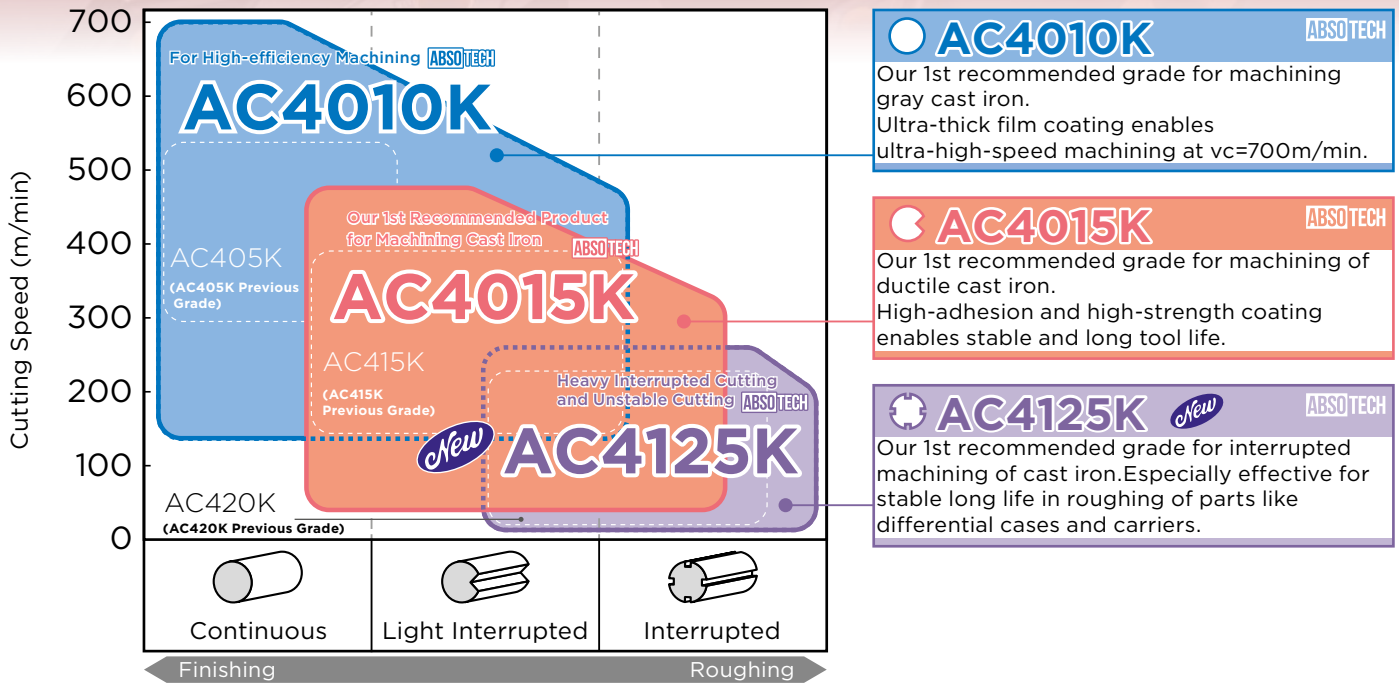 Cutting Speed (m/min)
700
600
500
400
300
200
100
0
For High-efficiency Machining ABSOTECH
AC4010K
AC405K
(AC405K Previous
Grade)
Our 1st Recommended Product
for Machining Cast Iron ABSOTECH
AC4015K
AC415K
(AC415K
Previous Grade)
Heavy Interrupted Cutting
and Unstable Cutting ABSOTECH
New AC4125K
AC420K
(AC420K Previous Grade)
Continuous
Light Interrupted
Interrupted
Finishing
Roughing
AC4010K ABSOTECH
Our 1st recommended grade for machining
gray cast iron.
Ultra-thick film coating enables
ultra-high-speed machining at vc=700m/min.
AC4015K ABSOTECH
Our 1st recommended grade for machining of
ductile cast iron.
High-adhesion and high-strength coating
enables stable and long tool life.
AC4125K New ABSOTECH
Our 1st recommended grade for interrupted
machining of cast iron.Especially effective for
stable long life in roughing of parts like
differential cases and carriers.